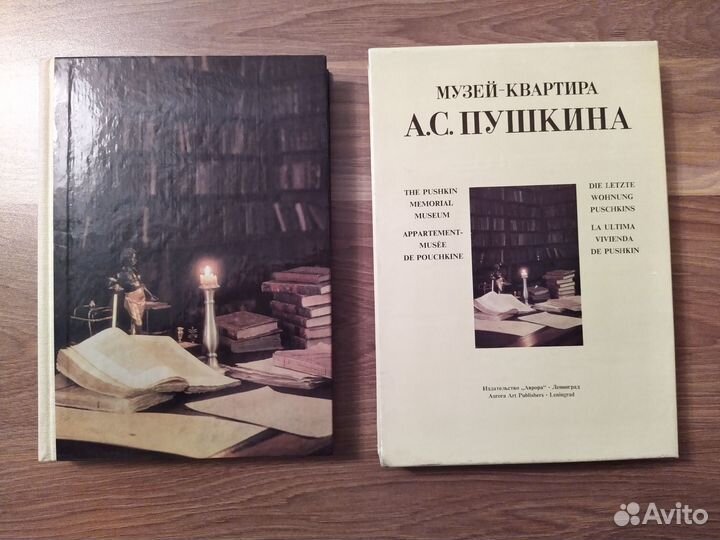 МУЗЕЙ-КВАРТИРА
А.С. ПУШКИНА
THE PUSHKIN
MEMORIAL
MUSEUM
APPARTEMENT-
MUSÉE
DE POUCHKINE
DIE LETZTE
WOHNUNG
PUSCHKINS
LA ULTIMA
VIVIENDA
DE PUSHKIN
Издательство „Аврора" · Ленинград
Aurora Art Publishers · Leningrad
Avito